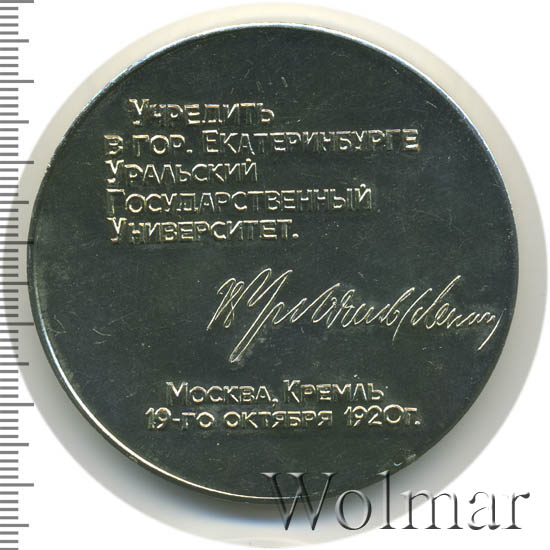 Учредить
в гор. Екатеринбурге
Уральский
Государственный
Университет.
Москва, Кремль
19-го октября 1920г.
Wolmar